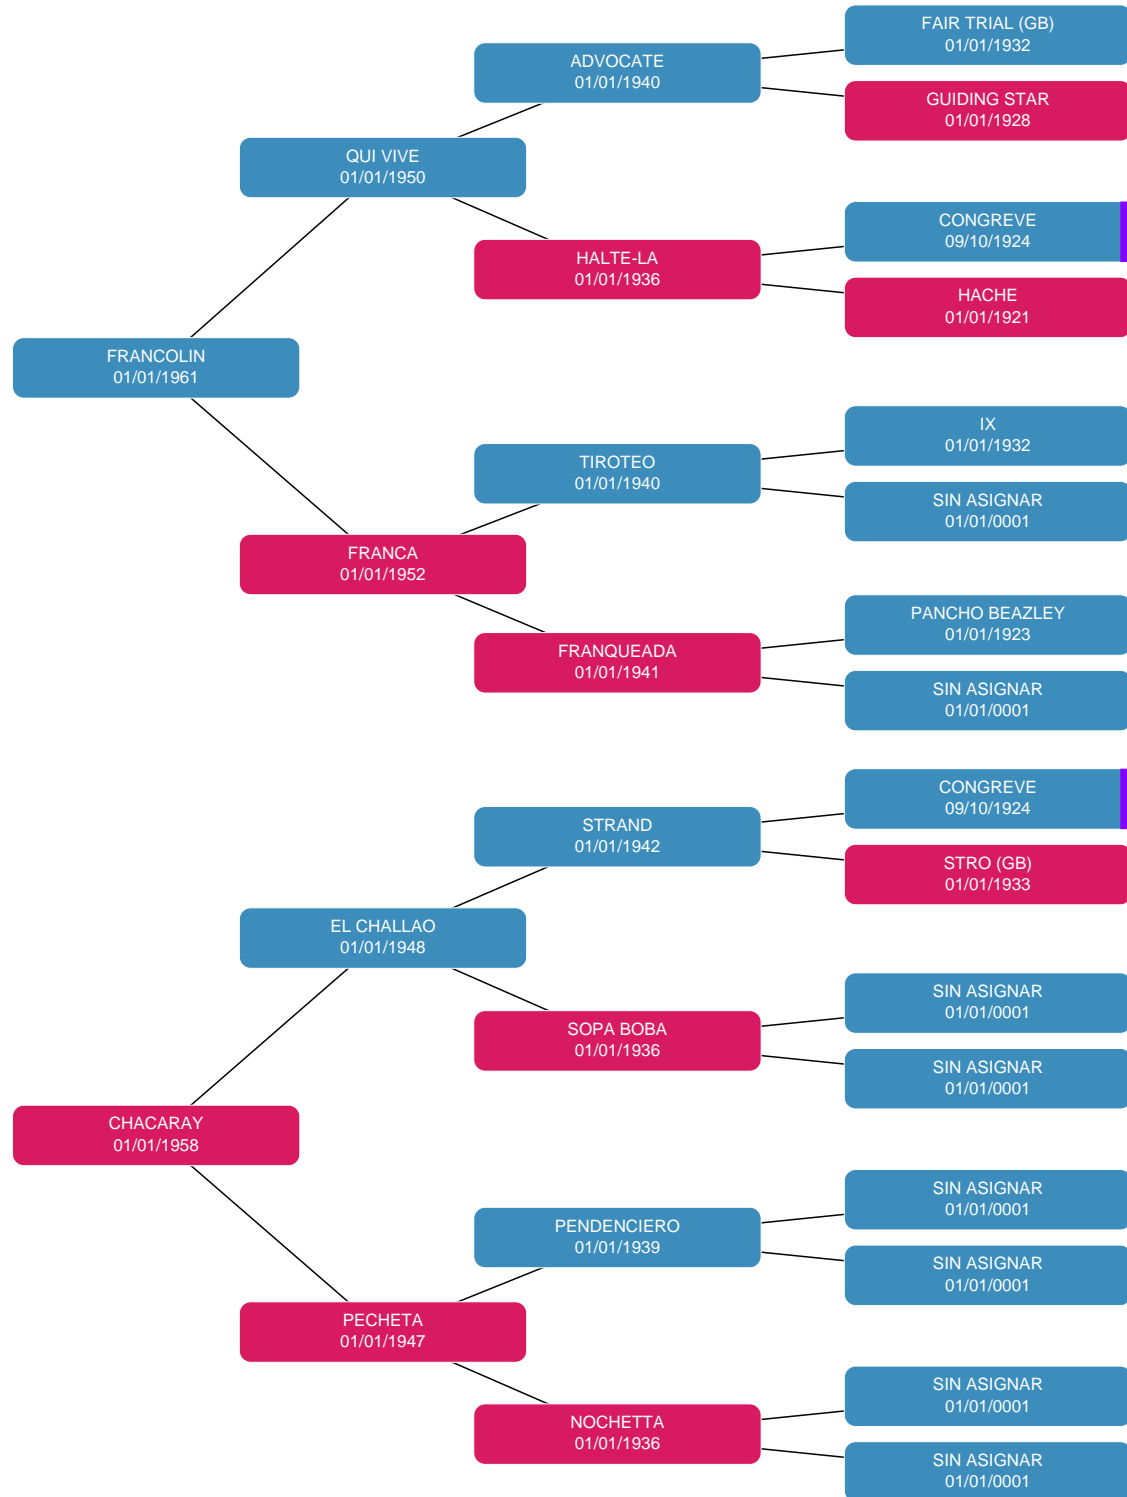 FAIR TRIAL (GB)
01/01/1932
ADVOCATE
01/01/1940
GUIDING STAR
01/01/1928
QUI VIVE
01/01/1950
CONGREVE
09/10/1924
HALTE-LA
01/01/1936
HACHE
01/01/1921
FRANCOLIN
01/01/1961
IX
01/01/1932
TIROTEO
01/01/1940
SIN ASIGNAR
01/01/0001
FRANCA
01/01/1952
PANCHO BEAZLEY
01/01/1923
FRANQUEADA
01/01/1941
SIN ASIGNAR
01/01/0001
CONGREVE
09/10/1924
STRAND
01/01/1942
STRO (GB)
01/01/1933
EL CHALLAO
01/01/1948
SIN ASIGNAR
01/01/0001
SOPA BOBA
01/01/1936
SIN ASIGNAR
01/01/0001
CHACARAY
01/01/1958
SIN ASIGNAR
01/01/0001
PENDENCIERO
01/01/1939
SIN ASIGNAR
01/01/0001
PECHETA
01/01/1947
SIN ASIGNAR
01/01/0001
NOCHETTA
01/01/1936
SIN ASIGNAR
01/01/0001